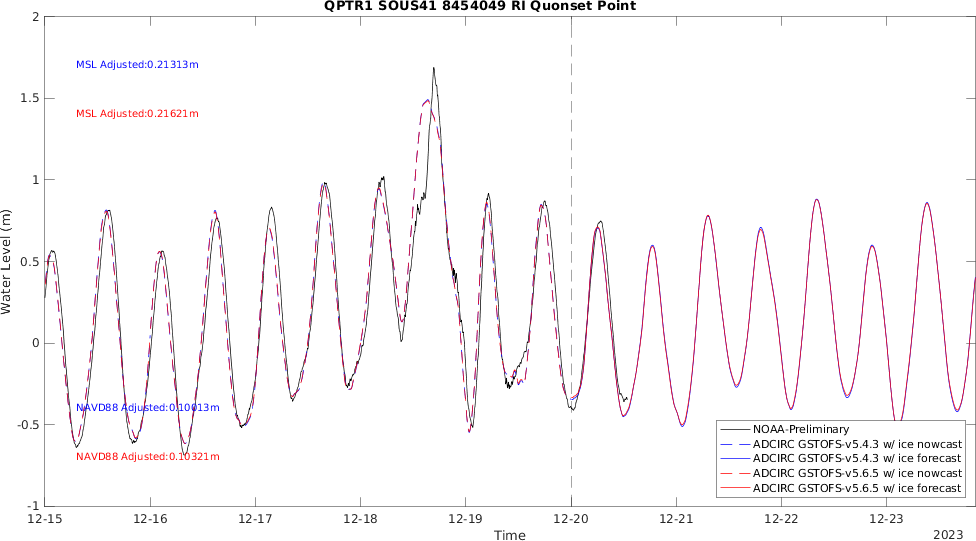 QPTR1 SOUS41 8454049 RI Quonset Point
2
MSL Adjusted:0.21313m
1.5
MSL Adjusted:0.21621m
1
Water Level (m)
0.5
0
NAVD88 Adjusted:0.10013m
-0.5
NAVD88 Adjusted:0.10321m
-1
NOAA-Preliminary
ADCIRC GSTOFS-v5.4.3 w/ ice nowcast
ADCIRC GSTOFS-v5.4.3 w/ ice forecast
ADCIRC GSTOFS-v5.6.5 w/ ice nowcast
ADCIRC GSTOFS-v5.6.5 w/ ice forecast
12-15 12-16 12-17 12-18 12-19 12-20 12-21 12-22 12-23
Time
2023